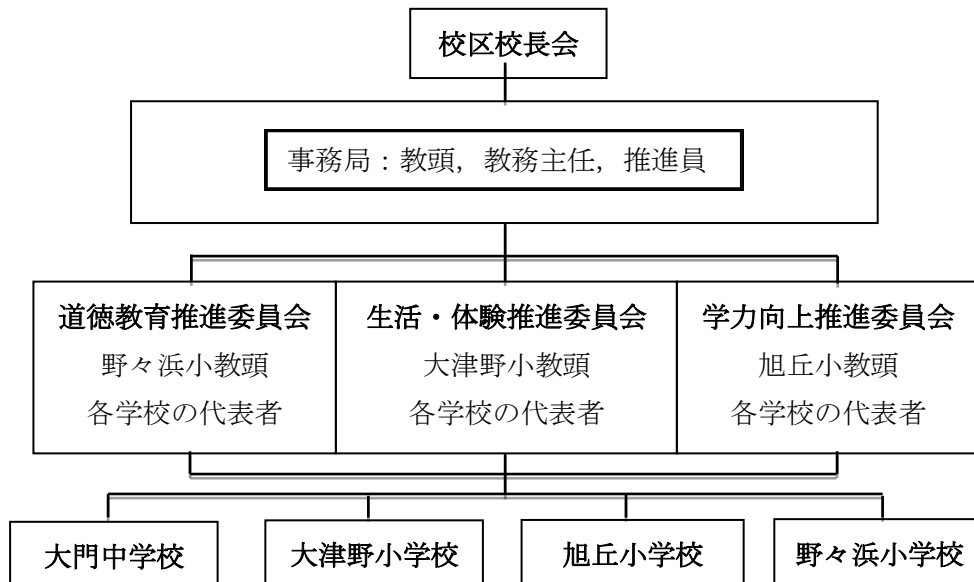 校区校長会
事務局：教頭，教務主任，推進員
道徳教育推進委員会
野々浜小教頭
各学校の代表者
生活・体験推進委員会
大津野小教頭
各学校の代表者
学力向上推進委員会
旭丘小教頭
各学校の代表者
大門中学校
大津野小学校
旭丘小学校
野々浜小学校